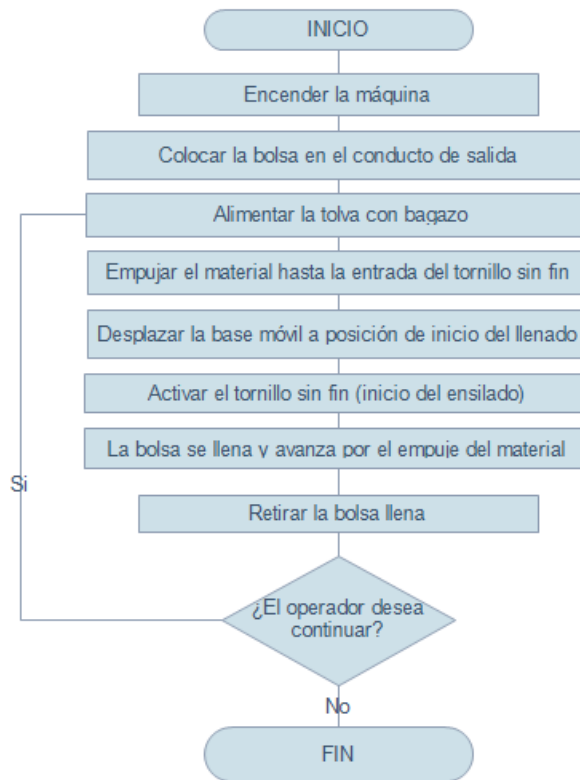 INICIO
Encender la máquina
Colocar la bolsa en el conducto de salida
Alimentar la tolva con bagazo
Empujar el material hasta la entrada del tornillo sin fin
Desplazar la base móvil a posición de inicio del llenado
Activar el tornillo sin fin (inicio del ensilado)
La bolsa se llena y avanza por el empuje del material
Si
Retirar la bolsa llena
¿El operador desea
continuar?
No
FIN